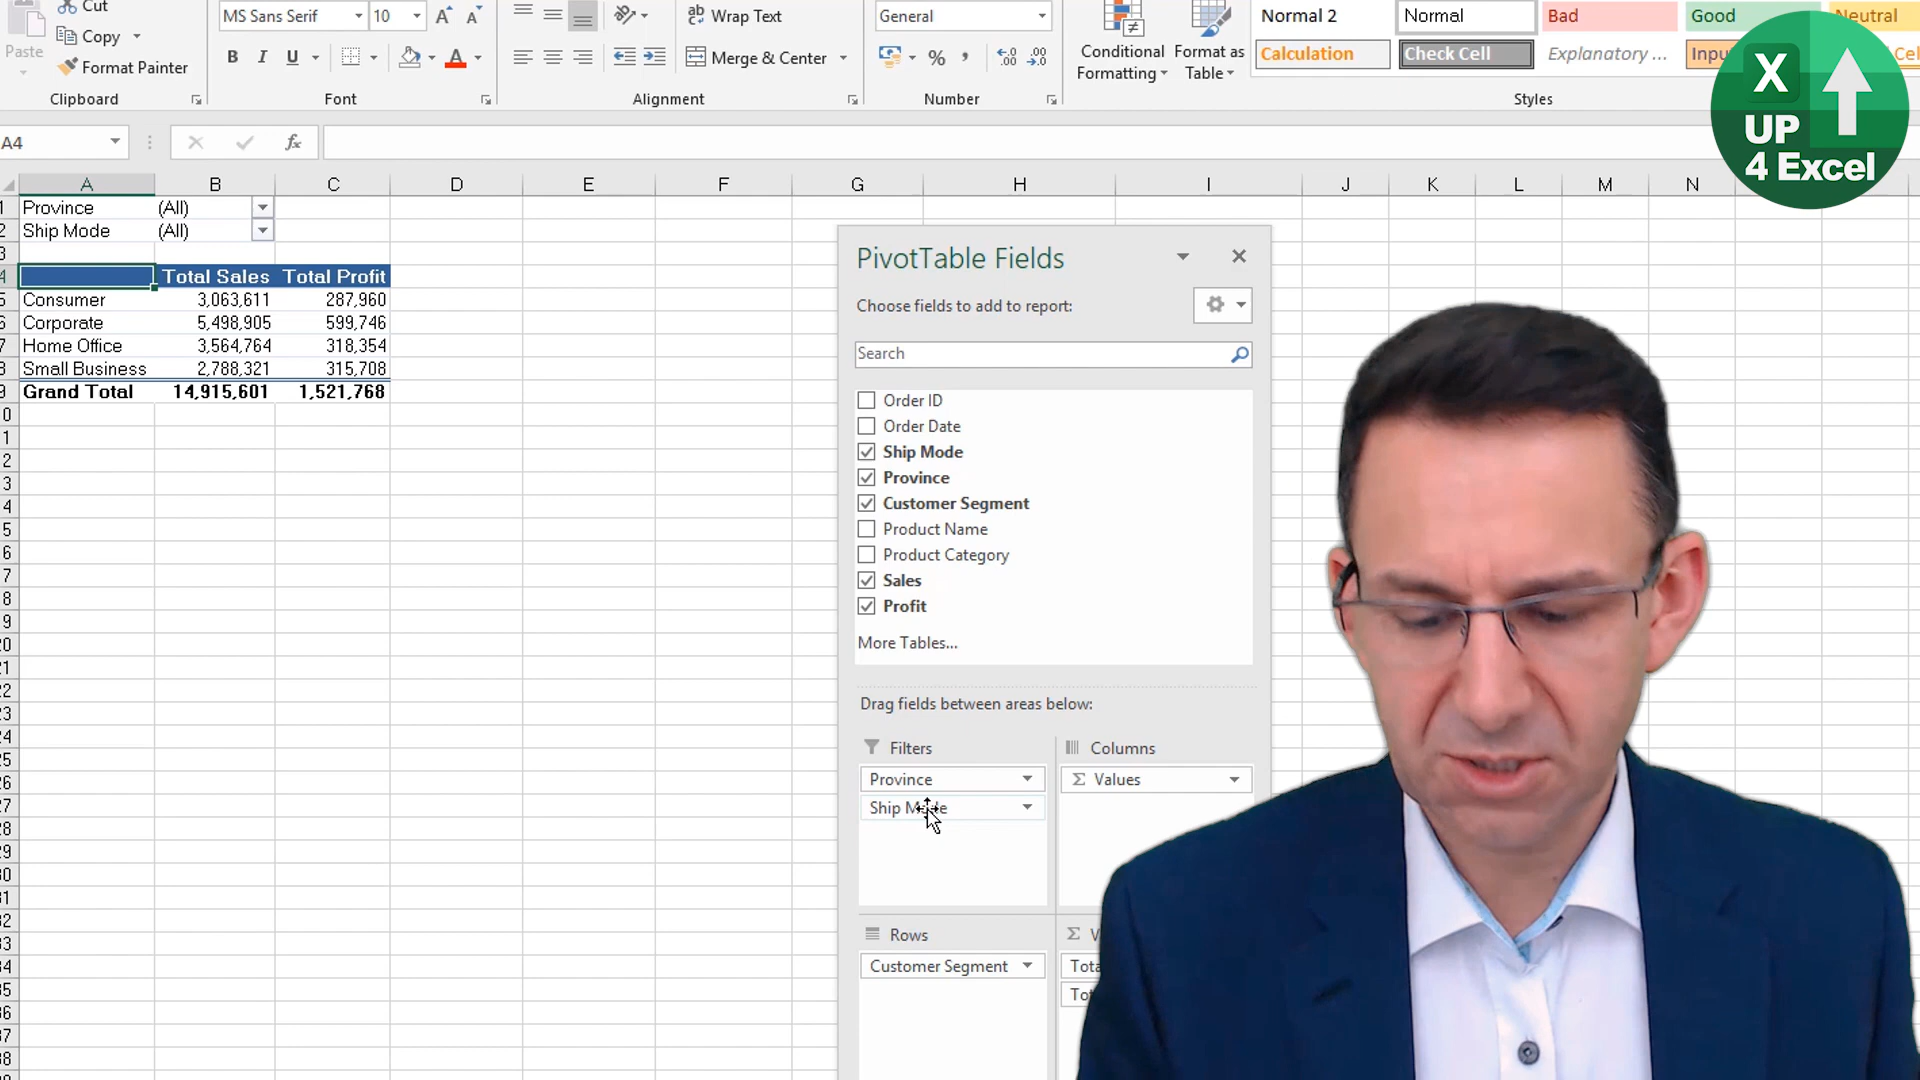 Cut
Paste
Copy
Format Painter
Clipboard
MS Sans Serif
10
B I U
Font
Wrap Text
Merge & Center
Alignment
General
%
Number
Conditional
Formatting
Format as
Table
Normal 2
Normal
Bad
Good
Neutral
Calculation
Check Cell
Explanatory ...
Styles
X
UP
4 Excel
A4
fx
A B C D E F G H I J K L M N
Province (All)
Ship Mode (All)
Total Sales Total Profit
Consumer 3,063,611 287,960
Corporate 5,498,905 599,746
Home Office 3,564,764 318,354
Small Business 2,788,321 315,708
Grand Total 14,915,601 1,521,768
PivotTable Fields
Choose fields to add to report:
Search
Order ID
Order Date
Ship Mode
Province
Customer Segment
Product Name
Product Category
Sales
Profit
More Tables...
Drag fields between areas below:
Filters
Columns
Province
Σ Values
Ship Mode
Rows
Σ
Customer Segment